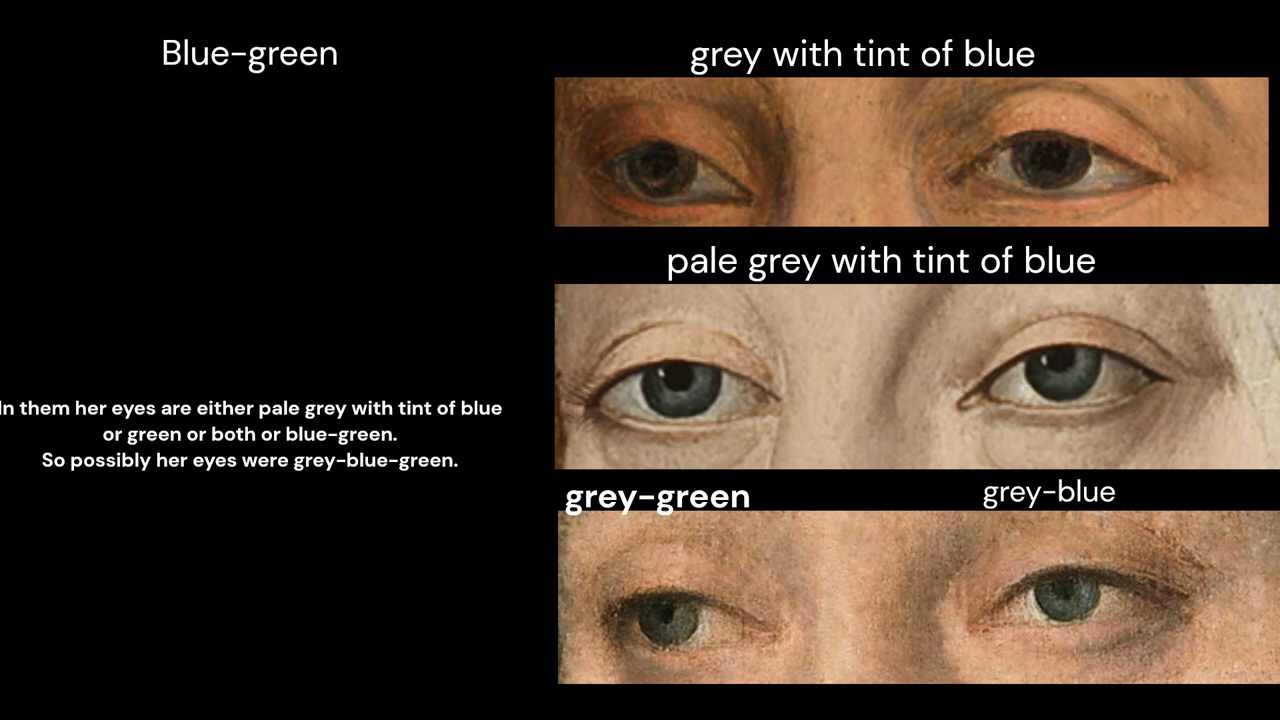 Blue-green
grey with tint of blue
pale grey with tint of blue
In them her eyes are either pale grey with tint of blue
or green or both or blue-green.
So possibly her eyes were grey-blue-green.
grey-green
grey-blue